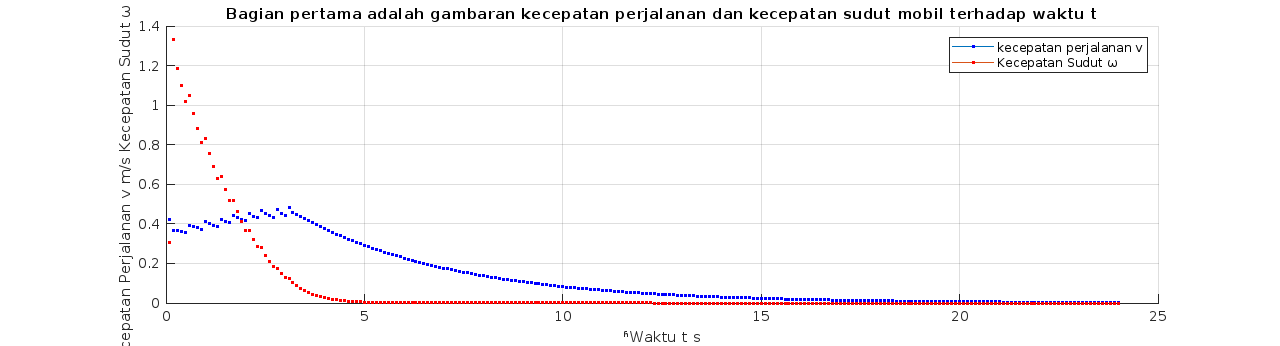 Bagian pertama adalah gambaran kecepatan perjalanan dan kecepatan sudut mobil terhadap waktu t
cepatan Perjalanan v m/s Kecepatan Sudut ω
1.4
1.2
1
0.8
0.6
0.4
0.2
0
kecepatan perjalanan v
Kecepatan Sudut ω
0 5 10 15 20 25
Waktu t s